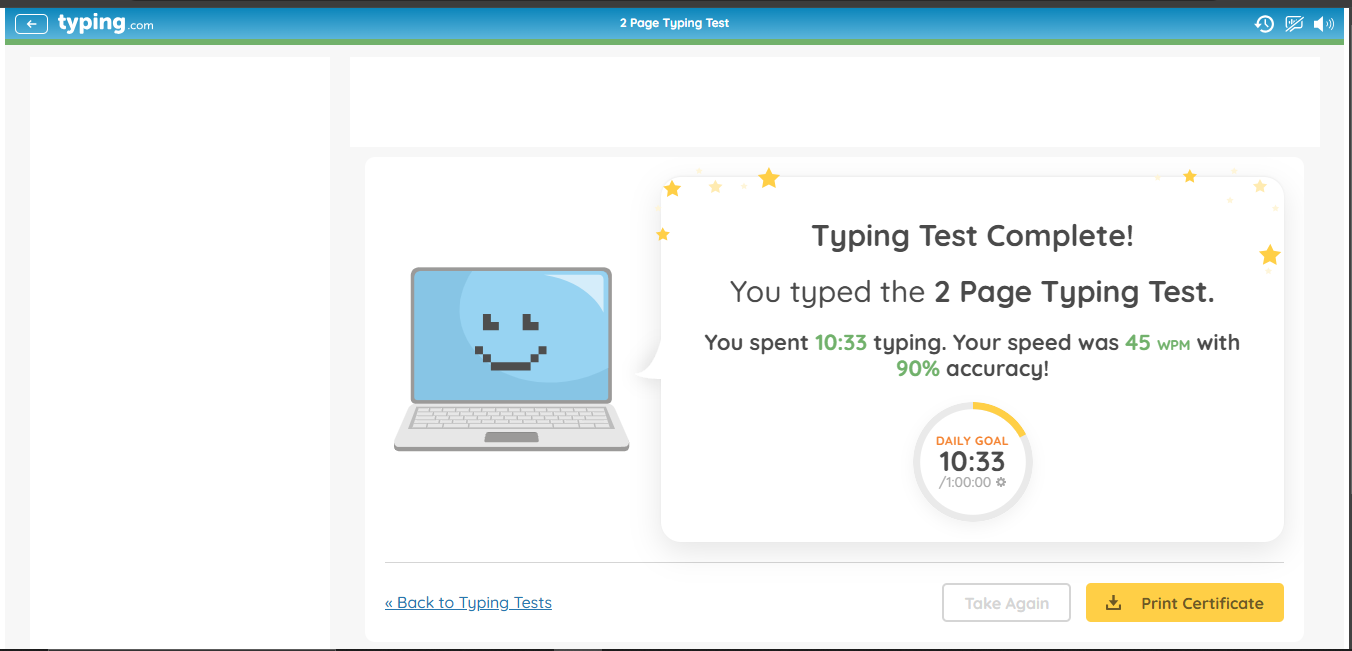 typing.com
2 Page Typing Test
Typing Test Complete!
You typed the 2 Page Typing Test.
You spent 10:33 typing. Your speed was 45 WPM with
90% accuracy!
DAILY GOAL
10:33
/1:00:00
« Back to Typing Tests
Take Again
Print Certificate